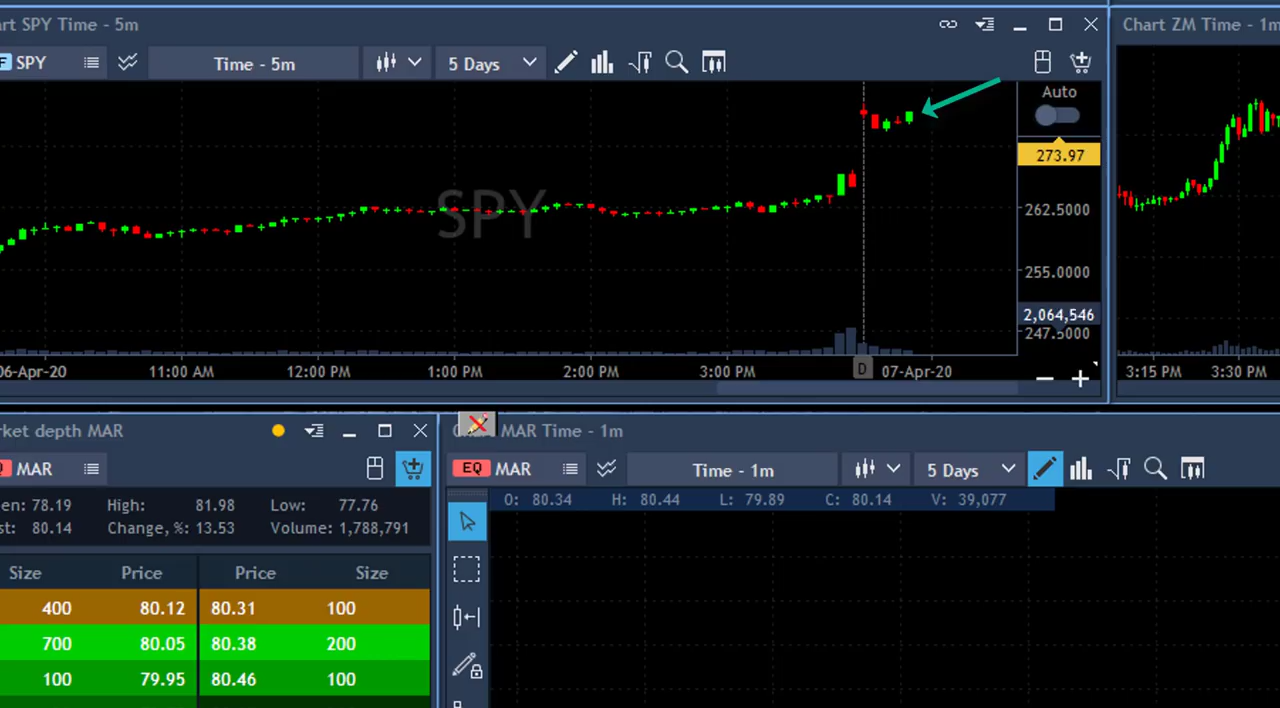 art SPY Time - 5m
Chart ZM Time - 1m
F SPY Time - 5m 5 Days
Auto
SPY
273.97
262.5000
255.0000
2,064,546
247.5000
06-Apr-20 11:00 AM 12:00 PM 1:00 PM 2:00 PM 3:00 PM D 07-Apr-20
3:15 PM 3:30 PM
rket depth MAR
MAR Time - 1m
MAR
EQ MAR Time - 1m 5 Days
en: 78.19 High: 81.98 Low: 77.76
st: 80.14 Change, %: 13.53 Volume: 1,788,791
O: 80.34 H: 80.44 L: 79.89 C: 80.14 V: 39,077
Size Price Price Size
400 80.12 80.31 100
700 80.05 80.38 200
100 79.95 80.46 100